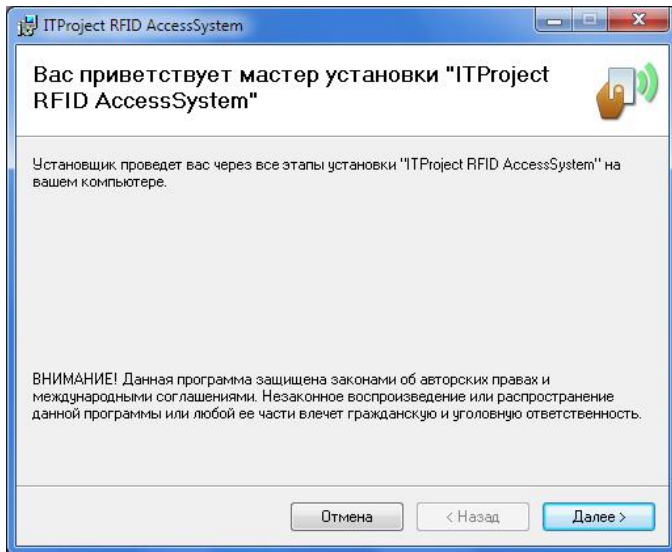 ITProject RFID AccessSystem
Вас приветствует мастер установки "ITProject
RFID AccessSystem"
Установщик проведет вас через все этапы установки "ITProject RFID AccessSystem" на
вашем компьютере.
ВНИМАНИЕ! Данная программа защищена законами об авторских правах и
международными соглашениями. Незаконное воспроизведение или распространение
данной программы или любой ее части влечет гражданскую и уголовную ответственность.
Отмена
< Назад
Далее >